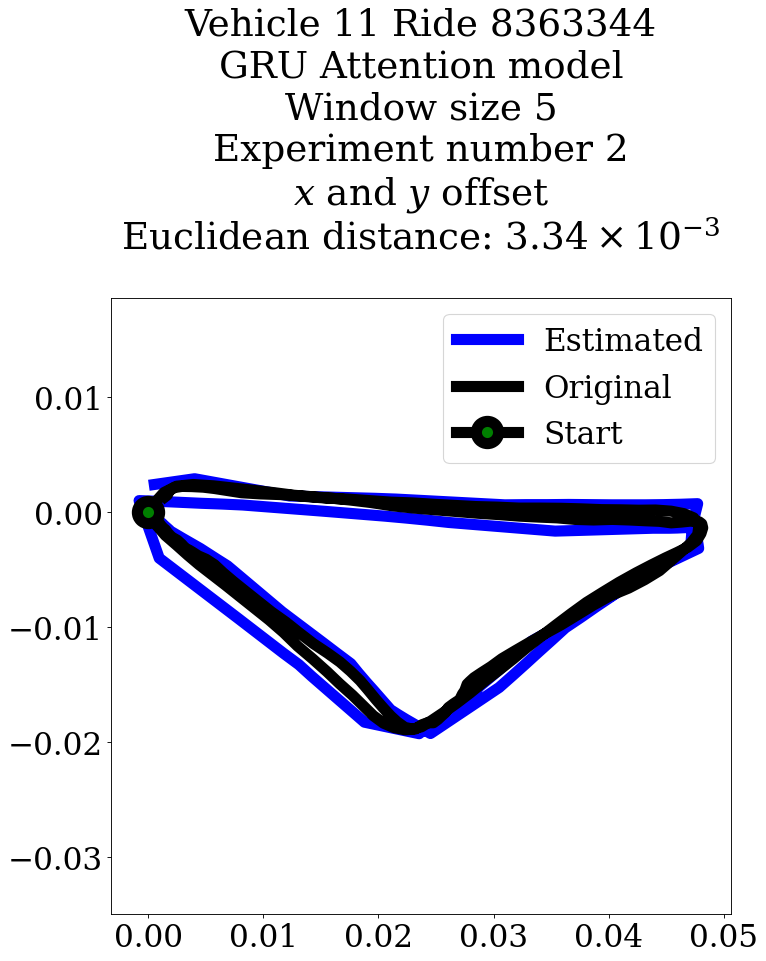 Vehicle 11 Ride 8363344
GRU Attention model
Window size 5
Experiment number 2
x and y offset
Euclidean distance: 3.34 × 10⁻³
Estimated
Original
Start
0.01
0.00
−0.01
−0.02
−0.03
0.00 0.01 0.02 0.03 0.04 0.05